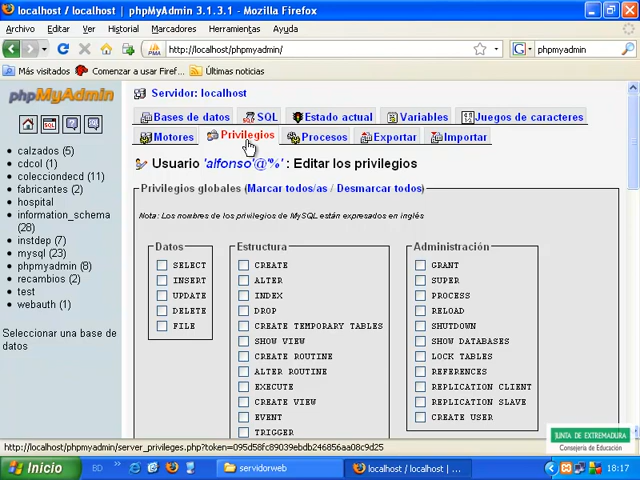 localhost / localhost | phpMyAdmin 3.1.3.1 - Mozilla Firefox
Archivo Editar Ver Historial Marcadores Herramientas Ayuda
http://localhost/phpmyadmin/
phpmyadmin
Más visitados Comenzar a usar Firef... Últimas noticias
phpMyAdmin
SQL
calzados (5)
cdcol (1)
colecciondecd (11)
fabricantes (2)
hospital
information_schema
(28)
instdep (7)
mysql (23)
phpmyadmin (8)
recambios (2)
test
webauth (1)
Seleccionar una base de
datos
Servidor: localhost
Bases de datos SQL Estado actual Variables Juegos de caracteres
Motores Privilegios Procesos Exportar Importar
Usuario 'alfonso'@'%' : Editar los privilegios
Privilegios globales (Marcar todos/as / Desmarcar todos)
Nota: Los nombres de los privilegios de MySQL están expresados en inglés
Datos
SELECT
INSERT
UPDATE
DELETE
FILE
Estructura
CREATE
ALTER
INDEX
DROP
CREATE TEMPORARY TABLES
SHOW VIEW
CREATE ROUTINE
ALTER ROUTINE
EXECUTE
CREATE VIEW
EVENT
TRIGGER
Administración
GRANT
SUPER
PROCESS
RELOAD
SHUTDOWN
SHOW DATABASES
LOCK TABLES
REFERENCES
REPLICATION CLIENT
REPLICATION SLAVE
CREATE USER
JUNTA DE EXTREMADURA
Consejería de Educación
http://localhost/phpmyadmin/server_privileges.php?token=095d58fc89039ebdb246856aa08c9d25
Inicio BD » servidorweb localhost / localhost | ... 18:17